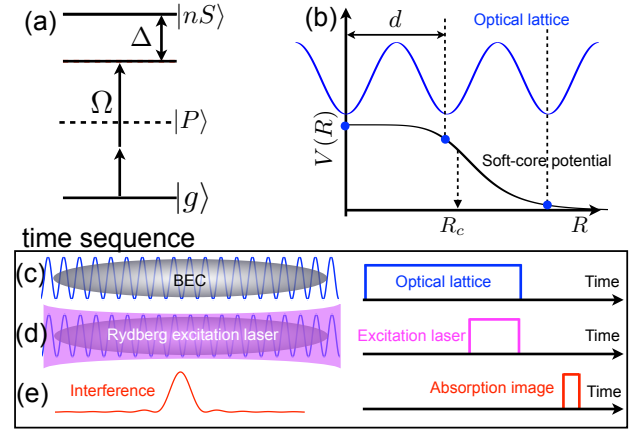 (a)
|nS⟩
Δ
Ω
|P⟩
|g⟩
(b)
d
Optical lattice
V(R)
Soft-core potential
R_c
R
time sequence
(c)
BEC
Optical lattice
Time
(d)
Rydberg excitation laser
Excitation laser
Time
(e)
Interference
Absorption image
Time